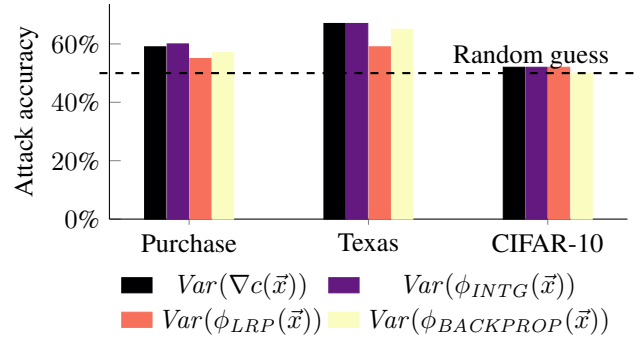 60%
Random guess
40%
20%
0%
Attack accuracy
Purchase Texas CIFAR-10
Var(∇c(x⃗)) Var(ϕ_INTG(x⃗))
Var(ϕ_LRP(x⃗)) Var(ϕ_BACKPROP(x⃗))